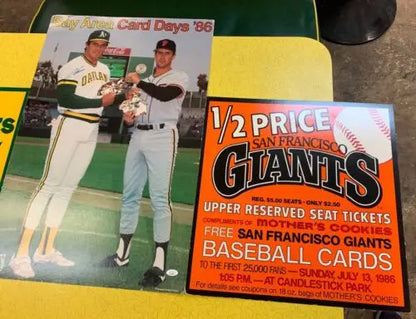 Bay Area Card Days '86
OAKLAND
1/2 PRICE
SAN FRANCISCO
GIANTS
REG. $5.00 SEATS - ONLY $2.50
UPPER RESERVED SEAT TICKETS
COMPLIMENTS OF MOTHER'S COOKIES
FREE SAN FRANCISCO GIANTS
BASEBALL CARDS
TO THE FIRST 25,000 FANS — SUNDAY, JULY 13, 1986
1:05 P.M. — AT CANDLESTICK PARK
For details see coupons on 18 oz. bags of MOTHER'S COOKIES